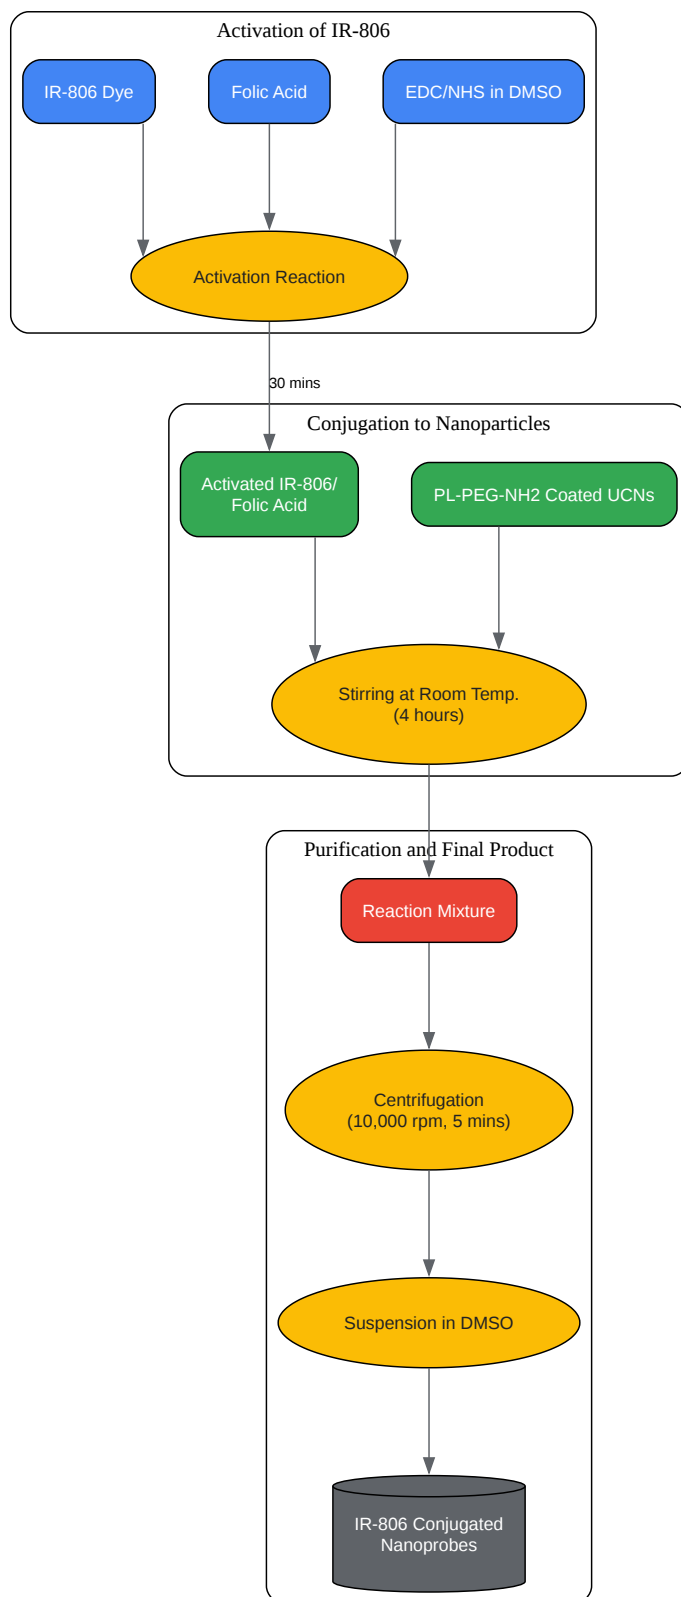 Activation of IR-806
IR-806 Dye
Folic Acid
EDC/NHS in DMSO
Activation Reaction
30 mins
Conjugation to Nanoparticles
Activated IR-806/
Folic Acid
PL-PEG-NH2 Coated UCNs
Stirring at Room Temp.
(4 hours)
Purification and Final Product
Reaction Mixture
Centrifugation
(10,000 rpm, 5 mins)
Suspension in DMSO
IR-806 Conjugated
Nanoprobes